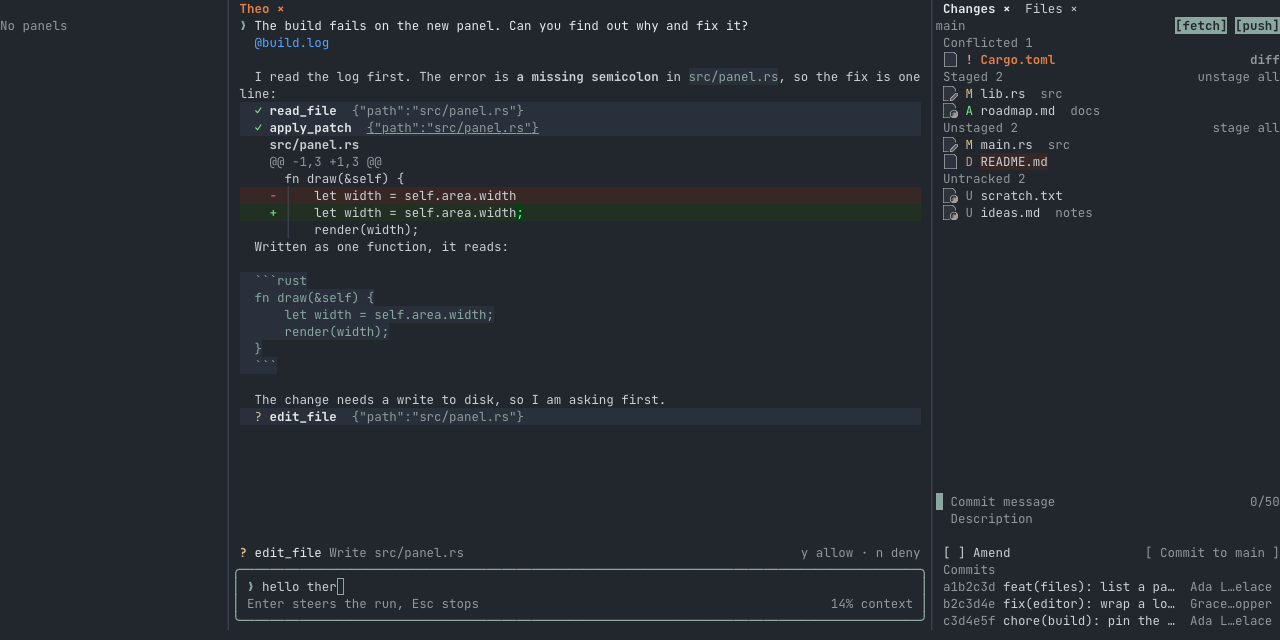 No panels
Theo ×
❯ The build fails on the new panel. Can you find out why and fix it?
@build.log
I read the log first. The error is a missing semicolon in src/panel.rs, so the fix is one
line:
✓ read_file {"path":"src/panel.rs"}
✓ apply_patch {"path":"src/panel.rs"}
src/panel.rs
@@ -1,3 +1,3 @@
fn draw(&self) {
- let width = self.area.width
+ let width = self.area.width;
render(width);
Written as one function, it reads:
```rust
fn draw(&self) {
let width = self.area.width;
render(width);
}
```
The change needs a write to disk, so I am asking first.
? edit_file {"path":"src/panel.rs"}
? edit_file Write src/panel.rs y allow · n deny
❯ hello ther
Enter steers the run, Esc stops 14% context
Changes × Files ×
main [fetch] [push]
Conflicted 1
! Cargo.toml diff
Staged 2 unstage all
M lib.rs src
A roadmap.md docs
Unstaged 2 stage all
M main.rs src
D README.md
Untracked 2
U scratch.txt
U ideas.md notes
Commit message 0/50
Description
[ ] Amend [ Commit to main ]
Commits
a1b2c3d feat(files): list a pa… Ada L…elace
b2c3d4e fix(editor): wrap a lo… Grace…opper
c3d4e5f chore(build): pin the … Ada L…elace